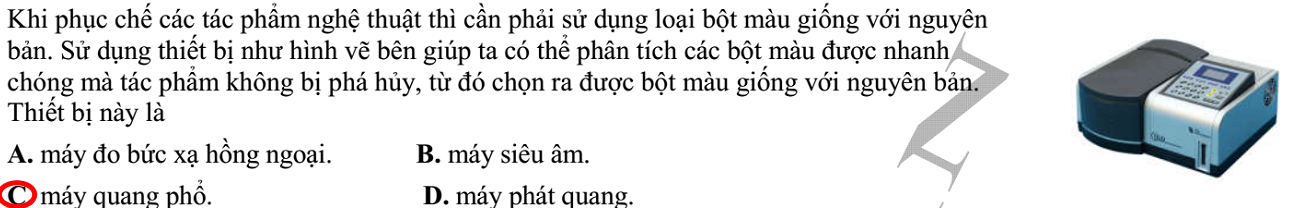 Khi phục chế các tác phẩm nghệ thuật thì cần phải sử dụng loại bột màu giống với nguyên
bản. Sử dụng thiết bị như hình vẽ bên giúp ta có thể phân tích các bột màu được nhanh
chóng mà tác phẩm không bị phá hủy, từ đó chọn ra được bột màu giống với nguyên bản.
Thiết bị này là
A. máy đo bức xạ hồng ngoại. B. máy siêu âm.
C máy quang phổ. D. máy phát quang.